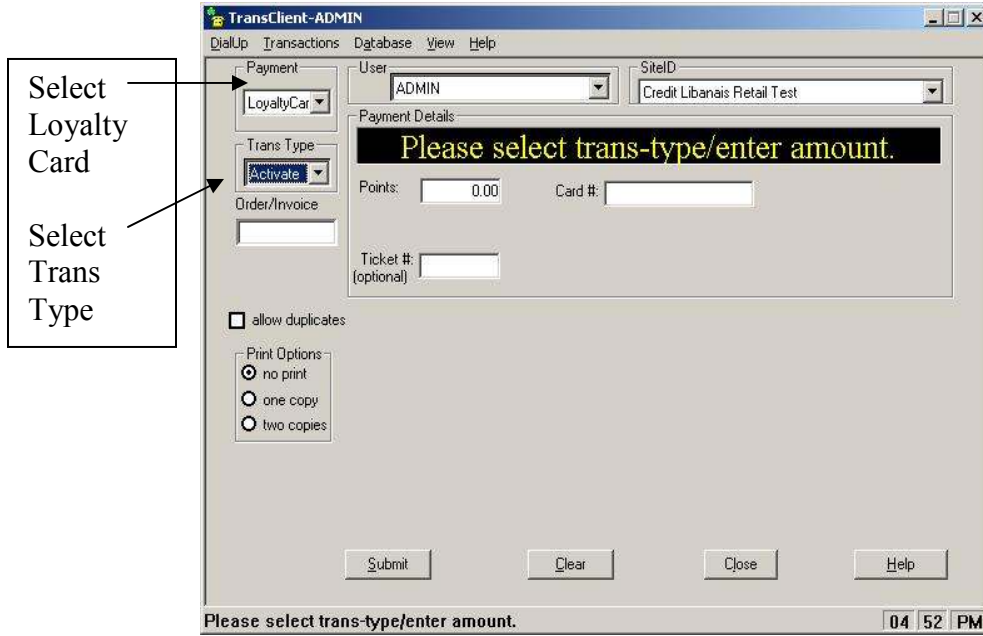 Select
Loyalty
Card
Select
Trans
Type
TransClient-ADMIN
DialUp Transactions Database View Help
Payment
LoyaltyCar
User
ADMIN
SiteID
Credit Libanais Retail Test
Trans Type
Activate
Order/Invoice
Payment Details
Please select trans-type/enter amount.
Points: 0.00 Card #:
Ticket #:
(optional)
allow duplicates
Print Options
no print
one copy
two copies
Submit Clear Close Help
Please select trans-type/enter amount. 04 52 PM